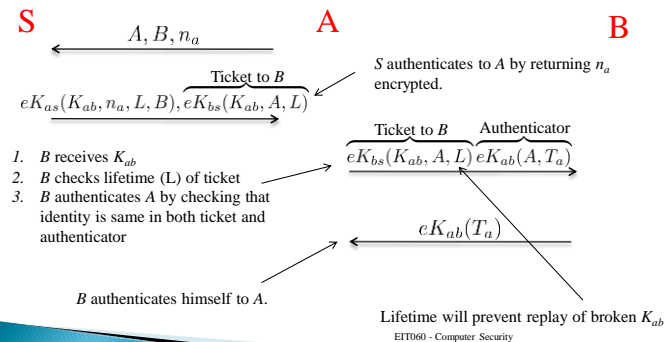 S A B
A, B, n_a
Ticket to B
S authenticates to A by returning n_a
encrypted.
eK_as(K_ab, n_a, L, B), eK_bs(K_ab, A, L)
Ticket to B Authenticator
1. B receives K_ab
2. B checks lifetime (L) of ticket
3. B authenticates A by checking that
identity is same in both ticket and
authenticator
eK_bs(K_ab, A, L) eK_ab(A, T_a)
eK_ab(T_a)
B authenticates himself to A.
Lifetime will prevent replay of broken K_ab
EIT060 - Computer Security